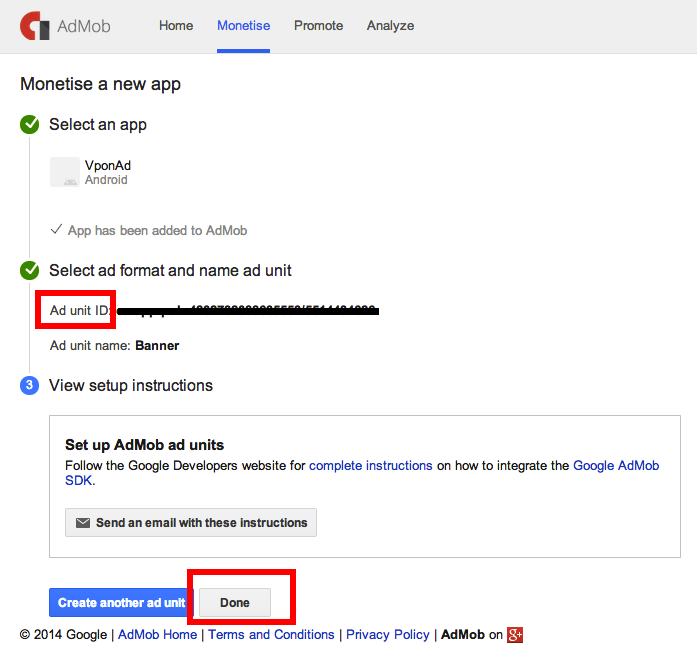 AdMob
Home Monetise Promote Analyze
Monetise a new app
Select an app
VponAd
Android
App has been added to AdMob
Select ad format and name ad unit
Ad unit ID:
Ad unit name: Banner
3 View setup instructions
Set up AdMob ad units
Follow the Google Developers website for complete instructions on how to integrate the Google AdMob
SDK.
Send an email with these instructions
Create another ad unit Done
© 2014 Google | AdMob Home | Terms and Conditions | Privacy Policy | AdMob on g+